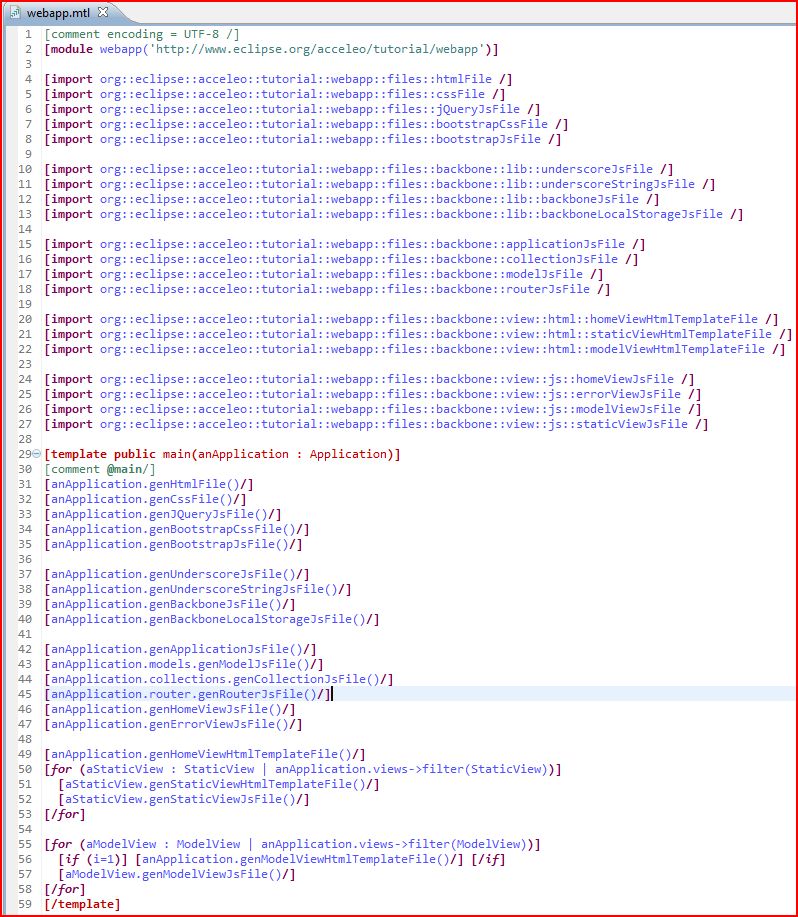 webapp.mtl
1 [comment encoding = UTF-8 /]
2 [module webapp('http://www.eclipse.org/acceleo/tutorial/webapp')]
3
4 [import org::eclipse::acceleo::tutorial::webapp::files::htmlFile /]
5 [import org::eclipse::acceleo::tutorial::webapp::files::cssFile /]
6 [import org::eclipse::acceleo::tutorial::webapp::files::jQueryJsFile /]
7 [import org::eclipse::acceleo::tutorial::webapp::files::bootstrapCssFile /]
8 [import org::eclipse::acceleo::tutorial::webapp::files::bootstrapJsFile /]
9
10 [import org::eclipse::acceleo::tutorial::webapp::files::backbone::lib::underscoreJsFile /]
11 [import org::eclipse::acceleo::tutorial::webapp::files::backbone::lib::underscoreStringJsFile /]
12 [import org::eclipse::acceleo::tutorial::webapp::files::backbone::lib::backboneJsFile /]
13 [import org::eclipse::acceleo::tutorial::webapp::files::backbone::lib::backboneLocalStorageJsFile /]
14
15 [import org::eclipse::acceleo::tutorial::webapp::files::backbone::applicationJsFile /]
16 [import org::eclipse::acceleo::tutorial::webapp::files::backbone::collectionJsFile /]
17 [import org::eclipse::acceleo::tutorial::webapp::files::backbone::modelJsFile /]
18 [import org::eclipse::acceleo::tutorial::webapp::files::backbone::routerJsFile /]
19
20 [import org::eclipse::acceleo::tutorial::webapp::files::backbone::view::html::homeViewHtmlTemplateFile /]
21 [import org::eclipse::acceleo::tutorial::webapp::files::backbone::view::html::staticViewHtmlTemplateFile /]
22 [import org::eclipse::acceleo::tutorial::webapp::files::backbone::view::html::modelViewHtmlTemplateFile /]
23
24 [import org::eclipse::acceleo::tutorial::webapp::files::backbone::view::js::homeViewJsFile /]
25 [import org::eclipse::acceleo::tutorial::webapp::files::backbone::view::js::errorViewJsFile /]
26 [import org::eclipse::acceleo::tutorial::webapp::files::backbone::view::js::modelViewJsFile /]
27 [import org::eclipse::acceleo::tutorial::webapp::files::backbone::view::js::staticViewJsFile /]
28
29 [template public main(anApplication : Application)]
30 [comment @main/]
31 [anApplication.genHtmlFile()/]
32 [anApplication.genCssFile()/]
33 [anApplication.genJQueryJsFile()/]
34 [anApplication.genBootstrapCssFile()/]
35 [anApplication.genBootstrapJsFile()/]
36
37 [anApplication.genUnderscoreJsFile()/]
38 [anApplication.genUnderscoreStringJsFile()/]
39 [anApplication.genBackboneJsFile()/]
40 [anApplication.genBackboneLocalStorageJsFile()/]
41
42 [anApplication.genApplicationJsFile()/]
43 [anApplication.models.genModelJsFile()/]
44 [anApplication.collections.genCollectionJsFile()/]
45 [anApplication.router.genRouterJsFile()/]
46 [anApplication.genHomeViewJsFile()/]
47 [anApplication.genErrorViewJsFile()/]
48
49 [anApplication.genHomeViewHtmlTemplateFile()/]
50 [for (aStaticView : StaticView | anApplication.views->filter(StaticView))]
51 [aStaticView.genStaticViewHtmlTemplateFile()/]
52 [aStaticView.genStaticViewJsFile()/]
53 [/for]
54
55 [for (aModelView : ModelView | anApplication.views->filter(ModelView))]
56 [if (i=1)] [anApplication.genModelViewHtmlTemplateFile()/] [/if]
57 [aModelView.genModelViewJsFile()/]
58 [/for]
59 [/template]